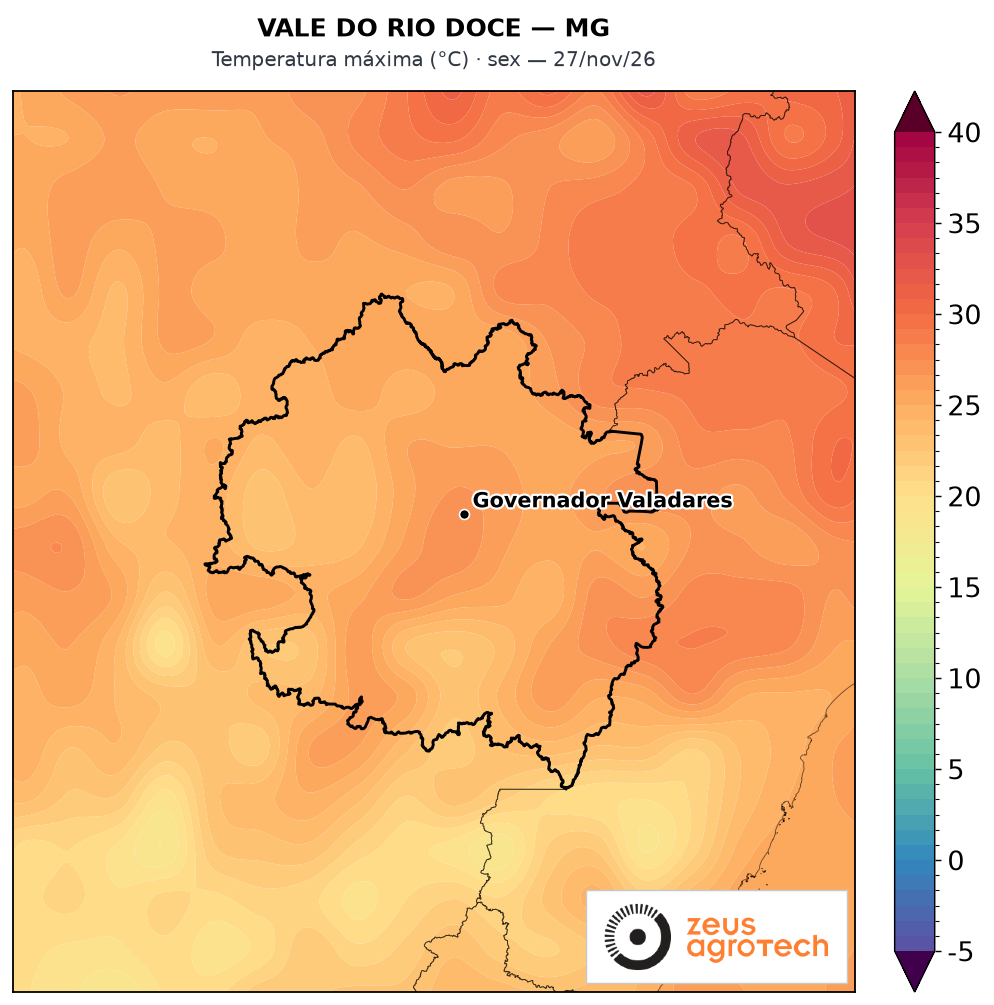 VALE DO RIO DOCE — MG
Temperatura máxima (°C) · sex — 27/nov/26
40
35
30
25
20
15
10
5
0
-5
Governador Valadares
zeus
agrotech